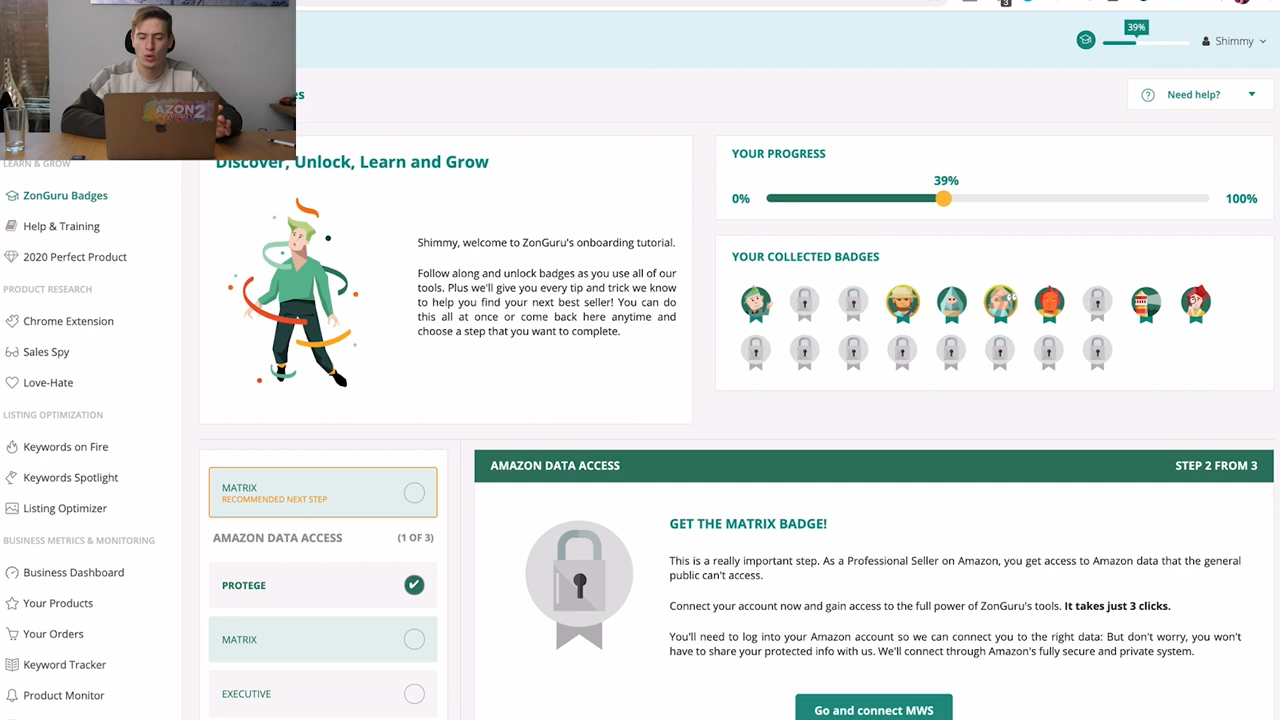 3
39%
Shimmy
AZON2
UNIVERSITY
es
Need help?
LEARN & GROW
ZonGuru Badges
Help & Training
2020 Perfect Product
PRODUCT RESEARCH
Chrome Extension
Sales Spy
Love-Hate
LISTING OPTIMIZATION
Keywords on Fire
Keywords Spotlight
Listing Optimizer
BUSINESS METRICS & MONITORING
Business Dashboard
Your Products
Your Orders
Keyword Tracker
Product Monitor
Discover, Unlock, Learn and Grow
Shimmy, welcome to ZonGuru's onboarding tutorial.
Follow along and unlock badges as you use all of our
tools. Plus we'll give you every tip and trick we know
to help you find your next best seller! You can do
this all at once or come back here anytime and
choose a step that you want to complete.
YOUR PROGRESS
39%
0%
100%
YOUR COLLECTED BADGES
MATRIX
RECOMMENDED NEXT STEP
AMAZON DATA ACCESS (1 OF 3)
PROTEGE
MATRIX
EXECUTIVE
AMAZON DATA ACCESS STEP 2 FROM 3
GET THE MATRIX BADGE!
This is a really important step. As a Professional Seller on Amazon, you get access to Amazon data that the general
public can't access.
Connect your account now and gain access to the full power of ZonGuru's tools. It takes just 3 clicks.
You'll need to log into your Amazon account so we can connect you to the right data: But don't worry, you won't
have to share your protected info with us. We'll connect through Amazon's fully secure and private system.
Go and connect MWS